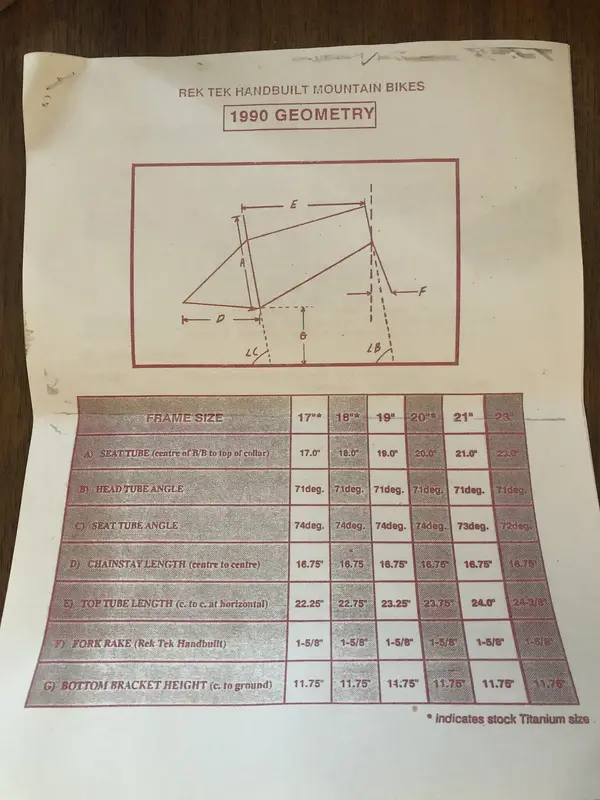 REK TEK HANDBUILT MOUNTAIN BIKES
1990 GEOMETRY
E
A
F
D
G
∠C
∠B
FRAME SIZE 17"* 18"* 19" 20"* 21" 23"
A) SEAT TUBE (centre of B/B to top of collar) 17.0" 18.0" 19.0" 20.0" 21.0" 23.0"
B) HEAD TUBE ANGLE 71deg. 71deg. 71deg. 71deg. 71deg. 71deg.
C) SEAT TUBE ANGLE 74deg. 74deg. 74deg. 74deg. 73deg. 72deg.
D) CHAINSTAY LENGTH (centre to centre) 16.75" 16.75 16.75" 16.75" 16.75" 16.75"
E) TOP TUBE LENGTH (c. to c. at horizontal) 22.25" 22.75" 23.25" 23.75" 24.0" 24-3/8"
F) FORK RAKE (Rek Tek Handbuilt) 1-5/8" 1-5/8" 1-5/8" 1-5/8" 1-5/8" 1-5/8"
G) BOTTOM BRACKET HEIGHT (c. to ground) 11.75" 11.75" 11.75" 11.75" 11.75" 11.75"
* indicates stock Titanium size